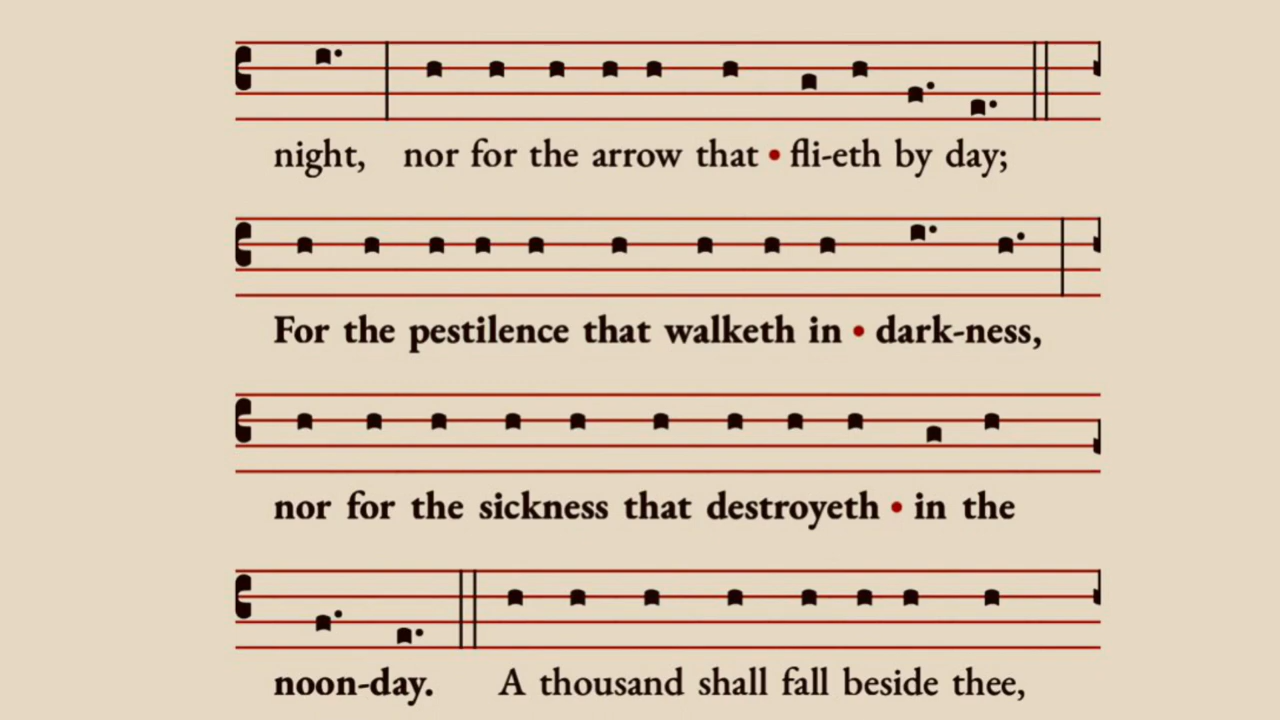 night, nor for the arrow that • fli-eth by day;
For the pestilence that walketh in • dark-ness,
nor for the sickness that destroyeth • in the
noon-day. A thousand shall fall beside thee,